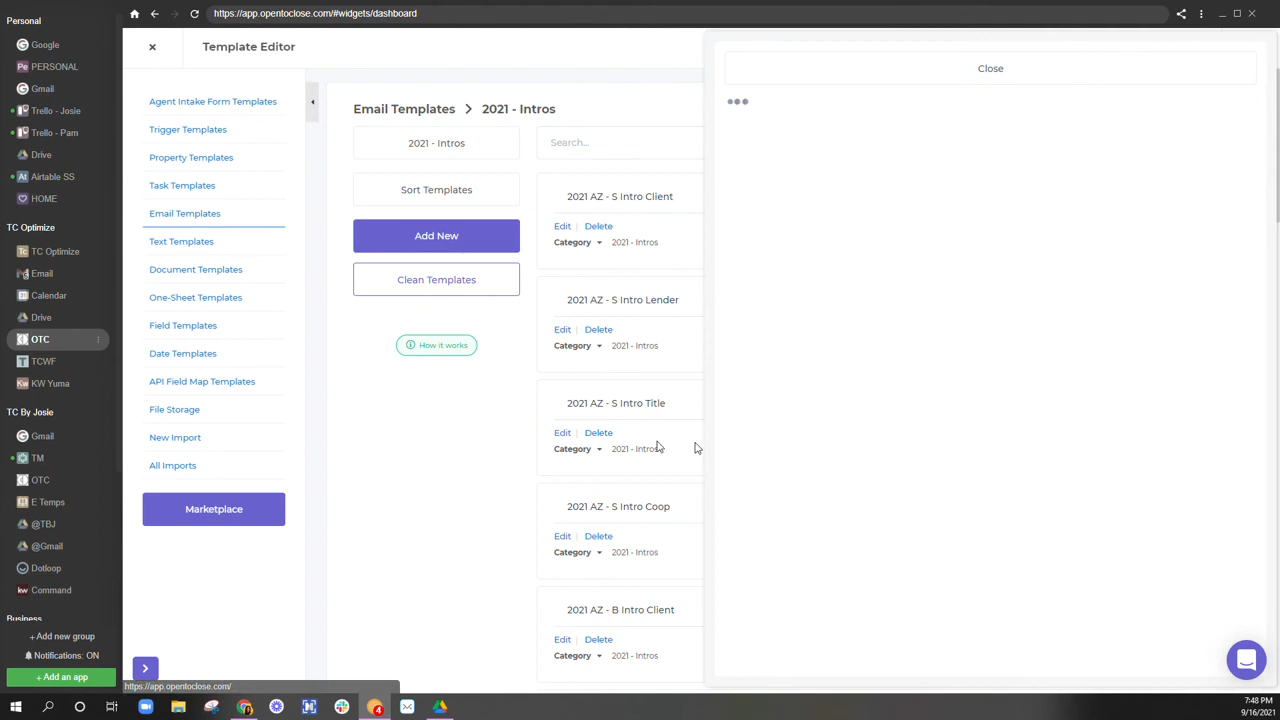 Personal
Google
PERSONAL
Gmail
Trello - Josie
Trello - Pam
Drive
Airtable SS
HOME
TC Optimize
TC Optimize
Email
Calendar
Drive
OTC
TCWF
KW Yuma
TC By Josie
Gmail
TM
OTC
E Temps
@TBJ
@Gmail
Dotloop
Command
Business
+ Add new group
Notifications: ON
+ Add an app
https://app.opentoclose.com/#widgets/dashboard
Template Editor
Agent Intake Form Templates
Trigger Templates
Property Templates
Task Templates
Email Templates
Text Templates
Document Templates
One-Sheet Templates
Field Templates
Date Templates
API Field Map Templates
File Storage
New Import
All Imports
Marketplace
Email Templates > 2021 - Intros
2021 - Intros
Sort Templates
Add New
Clean Templates
How it works
Search...
2021 AZ - S Intro Client
Edit | Delete
Category 2021 - Intros
2021 AZ - S Intro Lender
Edit | Delete
Category 2021 - Intros
2021 AZ - S Intro Title
Edit | Delete
Category 2021 - Intros
2021 AZ - S Intro Coop
Edit | Delete
Category 2021 - Intros
2021 AZ - B Intro Client
Edit | Delete
Category 2021 - Intros
Close
https://app.opentoclose.com/
4
7:48 PM
9/16/2021